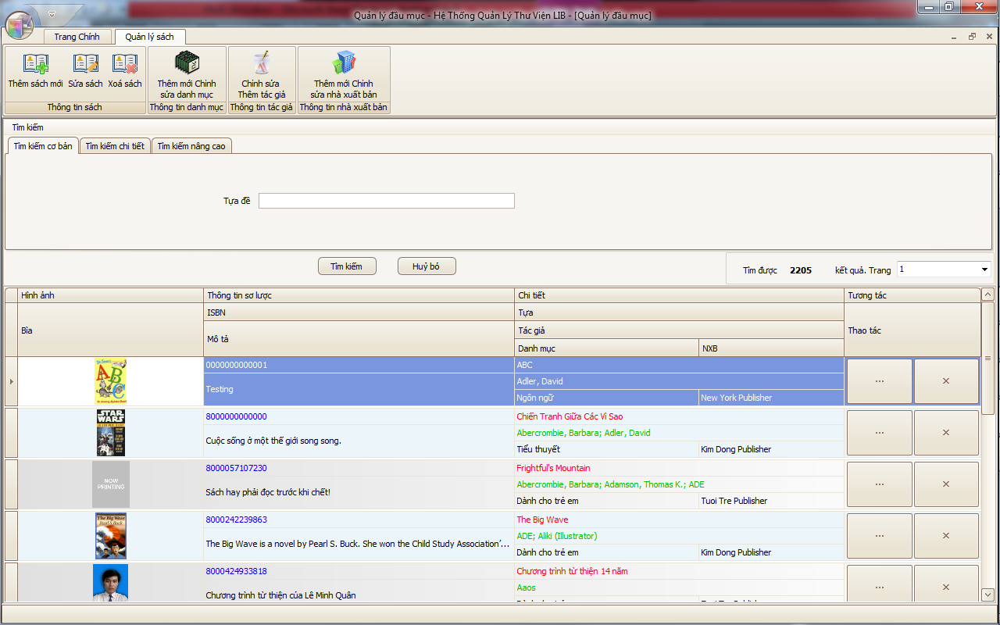 Quản lý đầu mục - Hệ Thống Quản Lý Thư Viện LIB - [Quản lý đầu mục]
Trang Chính Quản lý sách
Thêm sách mới Sửa sách Xoá sách
Thêm mới Chỉnh sửa danh mục
Chỉnh sửa Thêm tác giả
Thêm mới Chỉnh sửa nhà xuất bản
Thông tin sách Thông tin danh mục Thông tin tác giả Thông tin nhà xuất bản
Tìm kiếm
Tìm kiếm cơ bản Tìm kiếm chi tiết Tìm kiếm nâng cao
Tựa đề
Tìm kiếm Huỷ bỏ Tìm được 2205 kết quả. Trang 1
Hình ảnh Thông tin sơ lược Chi tiết Tương tác
Bìa ISBN Tựa Thao tác
Mô tả Tác giả
Danh mục NXB
Dr. Seuss's
ABC
0000000000001 ABC
Testing Adler, David
Ngôn ngữ New York Publisher
... ×
STAR WARS
8000000000000 Chiến Tranh Giữa Các Vì Sao
Cuộc sống ở một thế giới song song. Abercrombie, Barbara; Adler, David
Tiểu thuyết Kim Dong Publisher
... ×
NOW PRINTING
8000057107230 Frightful's Mountain
Sách hay phải đọc trước khi chết! Abercrombie, Barbara; Adamson, Thomas K.; ADE
Dành cho trẻ em Tuoi Tre Publisher
... ×
The Big Wave
Pearl S. Buck
8000242239863 The Big Wave
The Big Wave is a novel by Pearl S. Buck. She won the Child Study Association'... ADE; Aliki (Illustrator)
Dành cho trẻ em Kim Dong Publisher
... ×
8000424933818 Chương trình từ thiện 14 năm
Chương trình từ thiện của Lê Minh Quân Aaos
... ×